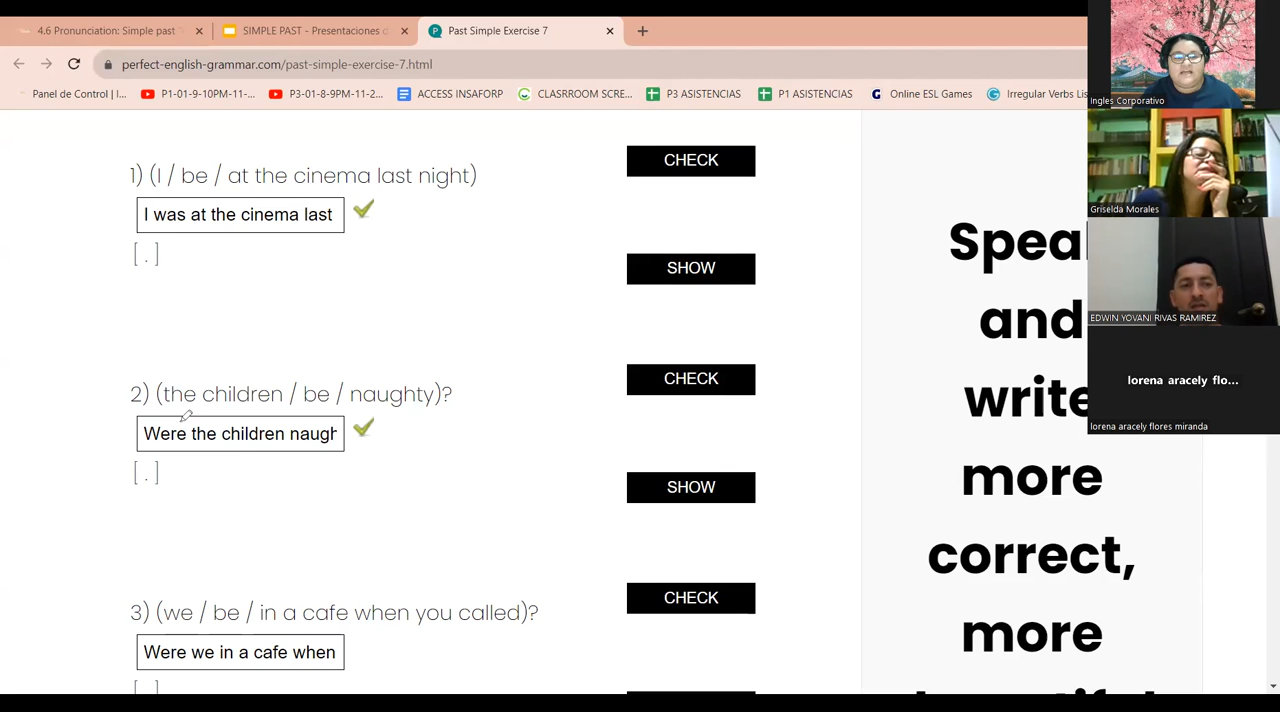 4.6 Pronunciation: Simple past
SIMPLE PAST - Presentaciones d
Past Simple Exercise 7
perfect-english-grammar.com/past-simple-exercise-7.html
Panel de Control | I...
P1-01-9-10PM-11-...
P3-01-8-9PM-11-2...
ACCESS INSAFORP
CLASRROOM SCRE...
P3 ASISTENCIAS
P1 ASISTENCIAS
Online ESL Games
Irregular Verbs Lis
1) (I / be / at the cinema last night)
I was at the cinema last
[ . ]
CHECK
SHOW
2) (the children / be / naughty)?
Were the children naugh
[ . ]
CHECK
SHOW
3) (we / be / in a cafe when you called)?
Were we in a cafe when
CHECK
Speak
and
write
more
correct,
more
Ingles Corporativo
Griselda Morales
EDWIN YOVANI RIVAS RAMIREZ
lorena aracely flo...
lorena aracely flores miranda